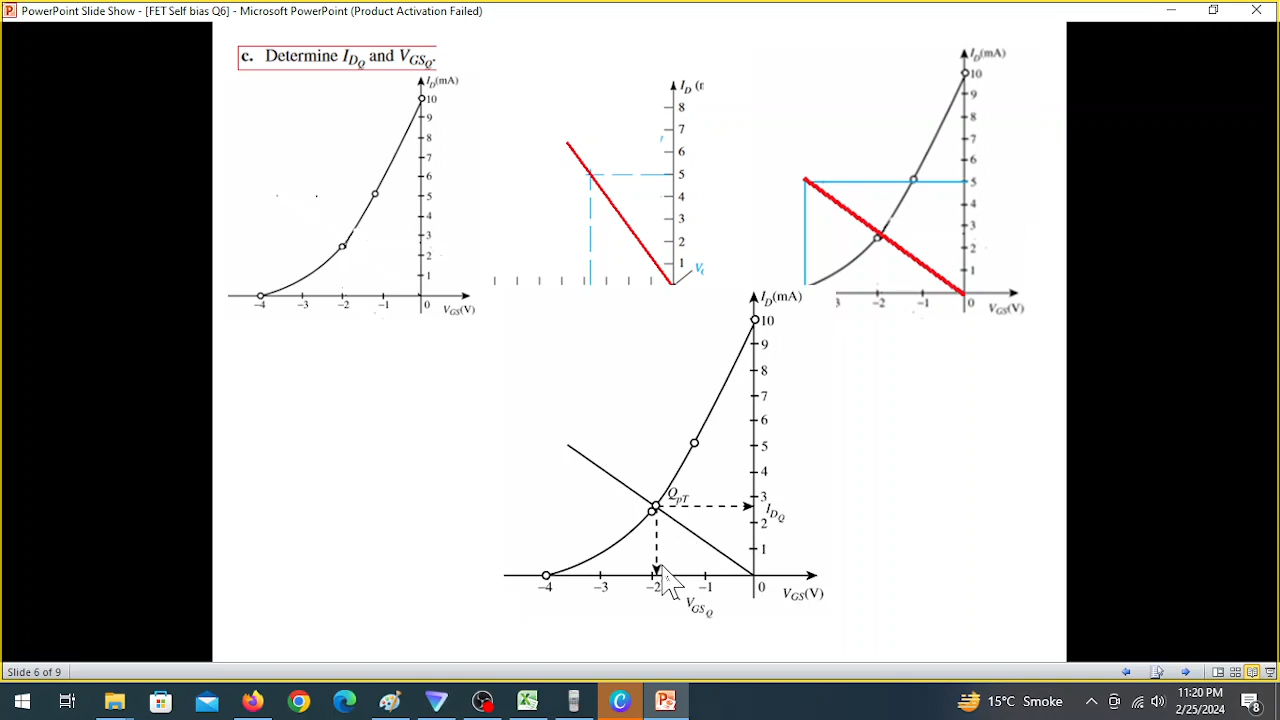 PowerPoint Slide Show - [FET Self bias Q6] - Microsoft PowerPoint (Product Activation Failed)
c. Determine I_DQ and V_GSQ.
I_D(mA)
10
9
8
7
6
5
4
3
2
1
-4 -3 -2 -1 0
V_GS(V)
I_D
8
7
6
5
4
3
2
1
I_D(mA)
10
9
8
7
6
5
4
3
2
1
3 -2 -1 0
V_GS(V)
I_D(mA)
10
9
8
7
6
5
4
Q_pT
3
I_DQ
2
1
-4 -3 -2 -1 0
V_GS(V)
V_GSQ
Slide 6 of 9
15°C Smoke
11:20 PM
2/25/2024
8